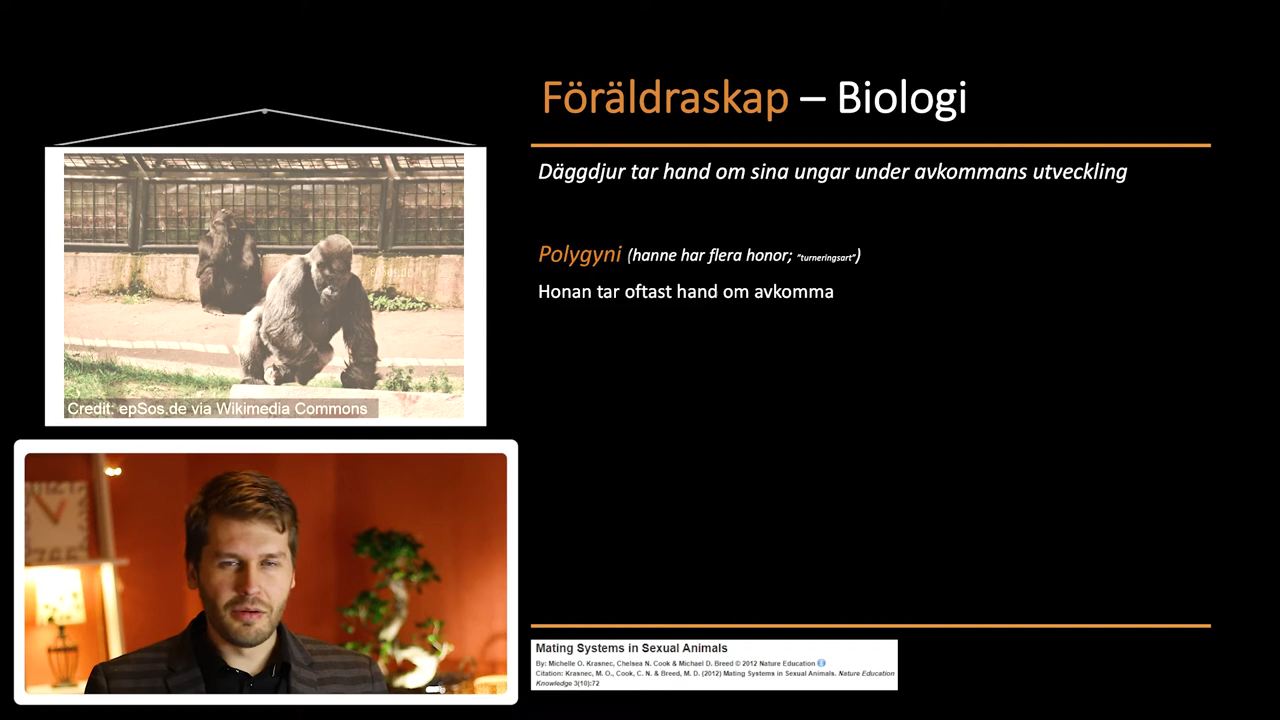 Föräldraskap – Biologi
Däggdjur tar hand om sina ungar under avkommans utveckling
Polygyni (hanne har flera honor; "turneringsart")
Honan tar oftast hand om avkomma
epSos.de
Credit: epSos.de via Wikimedia Commons
Mating Systems in Sexual Animals
By: Michelle O. Krasnec, Chelsea N. Cook & Michael D. Breed © 2012 Nature Education
Citation: Krasnec, M. O., Cook, C. N. & Breed, M. D. (2012) Mating Systems in Sexual Animals. Nature Education
Knowledge 3(10):72